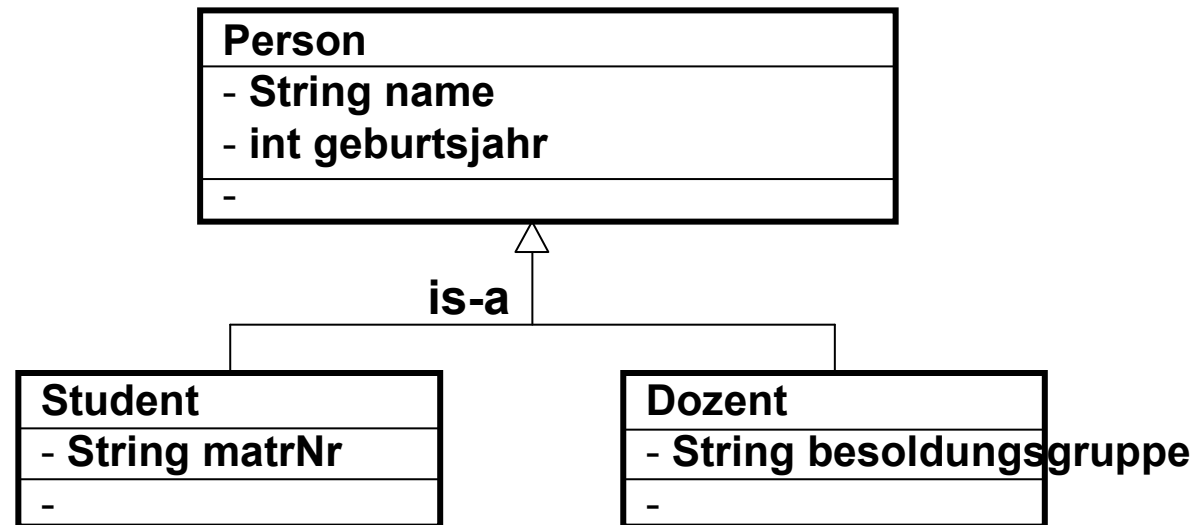 Person
- String name
- int geburtsjahr
-
is-a
Student
- String matrNr
-
Dozent
- String besoldungsgruppe
-